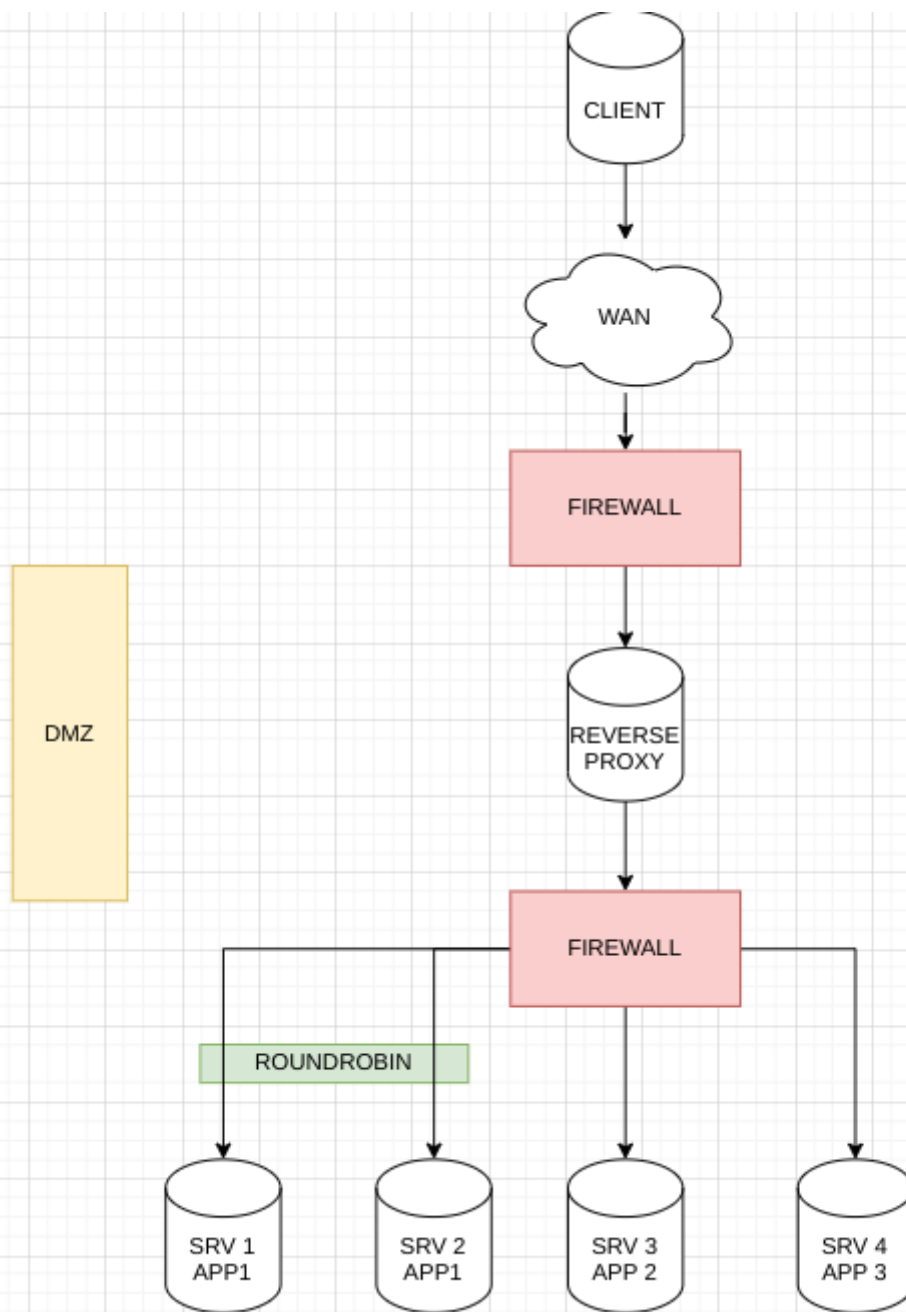 CLIENT
WAN
FIREWALL
DMZ
REVERSE
PROXY
FIREWALL
ROUNDROBIN
SRV 1
APP1
SRV 2
APP1
SRV 3
APP 2
SRV 4
APP 3